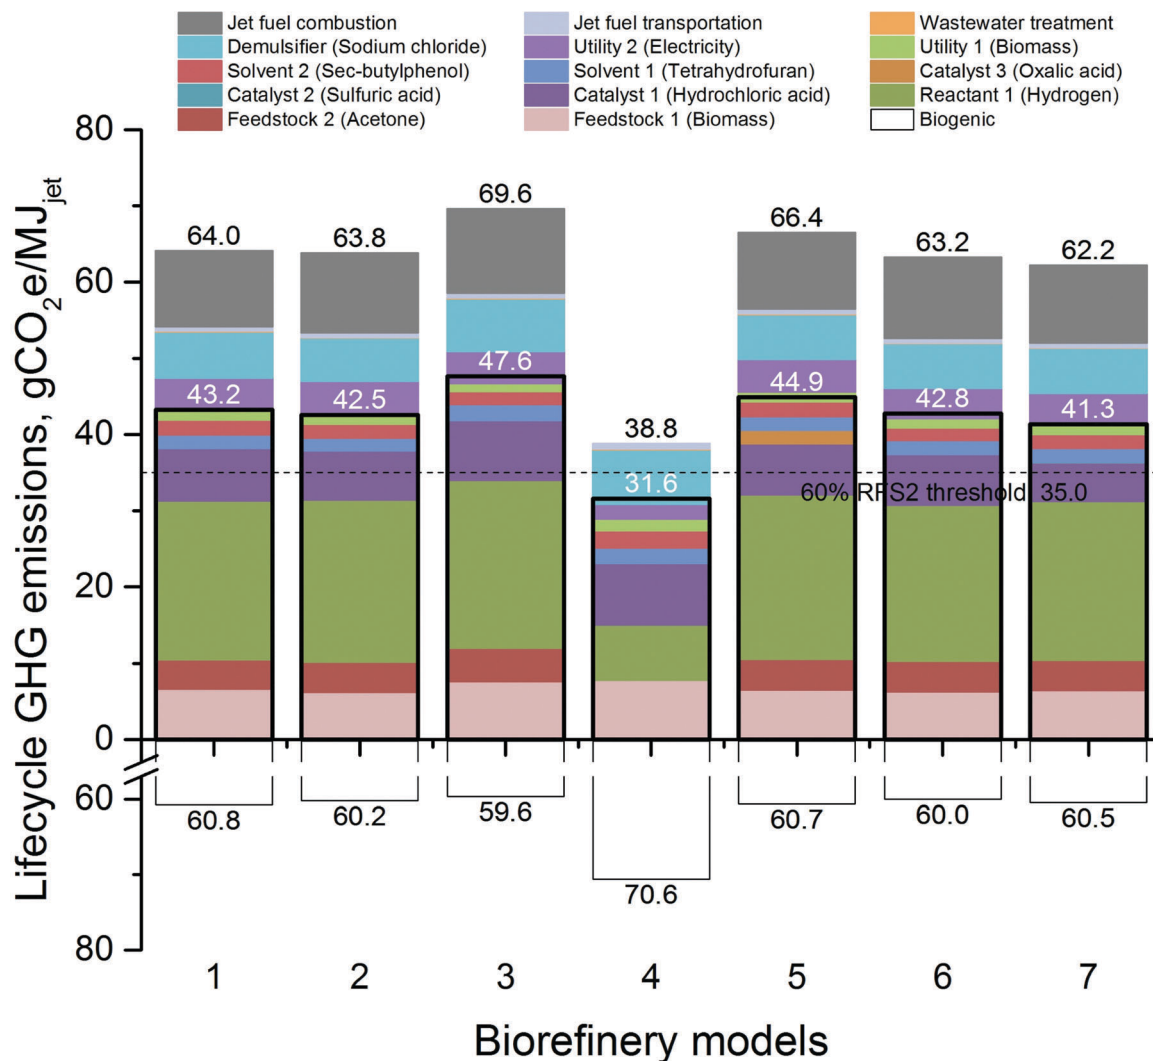 Jet fuel combustion Jet fuel transportation Wastewater treatment
Demulsifier (Sodium chloride) Utility 2 (Electricity) Utility 1 (Biomass)
Solvent 2 (Sec-butylphenol) Solvent 1 (Tetrahydrofuran) Catalyst 3 (Oxalic acid)
Catalyst 2 (Sulfuric acid) Catalyst 1 (Hydrochloric acid) Reactant 1 (Hydrogen)
Feedstock 2 (Acetone) Feedstock 1 (Biomass) Biogenic
Lifecycle GHG emissions, gCO2e/MJjet
80
60
40
20
0
60
80
64.0 63.8 69.6 38.8 66.4 63.2 62.2
43.2 42.5 47.6 31.6 44.9 42.8 41.3
60% RFS2 threshold 35.0
60.8 60.2 59.6 70.6 60.7 60.0 60.5
1 2 3 4 5 6 7
Biorefinery models